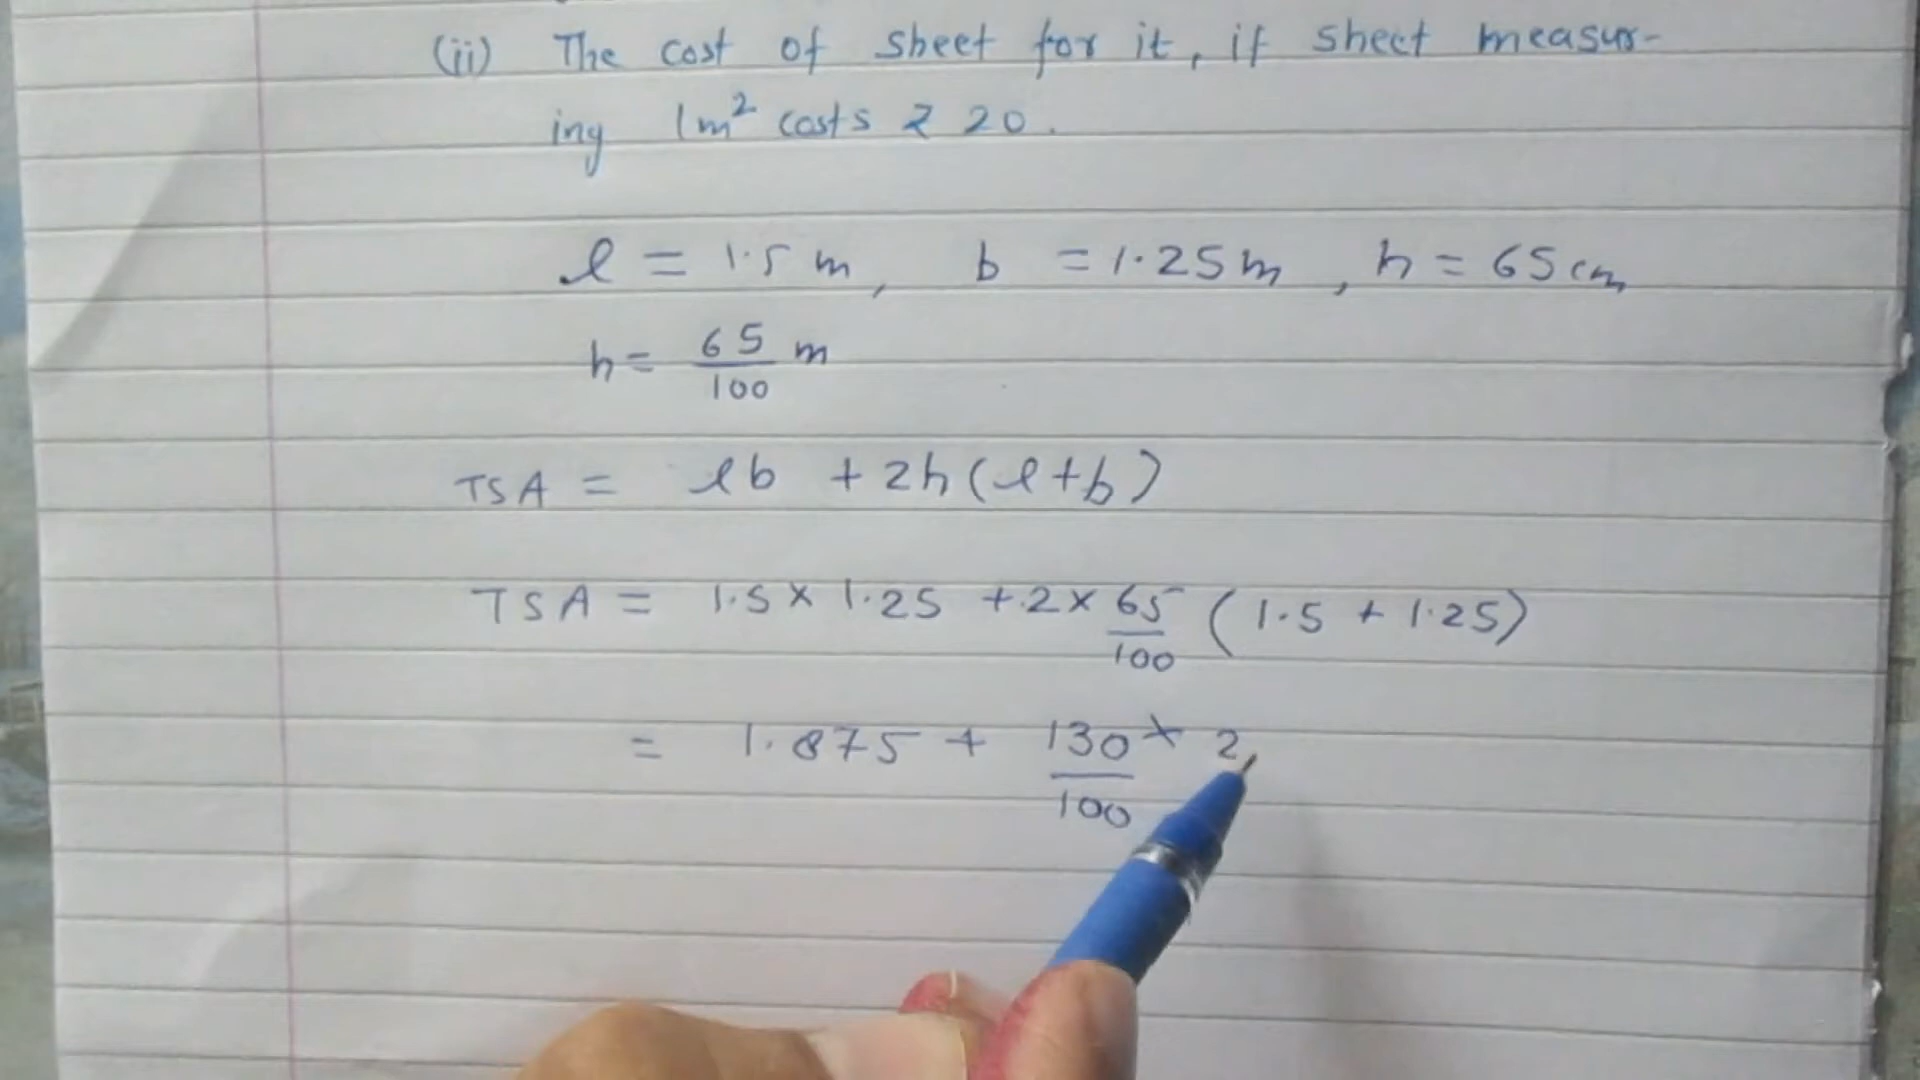 (ii) The cost of sheet for it, if sheet measur-
ing 1m² costs ₹ 20.
l = 1.5 m, b = 1.25 m, h = 65 cm
h = 65/100 m
TSA = lb + 2h (l+b)
TSA = 1.5 × 1.25 + 2 × 65/100 (1.5 + 1.25)
= 1.875 + 130/100 × 2.